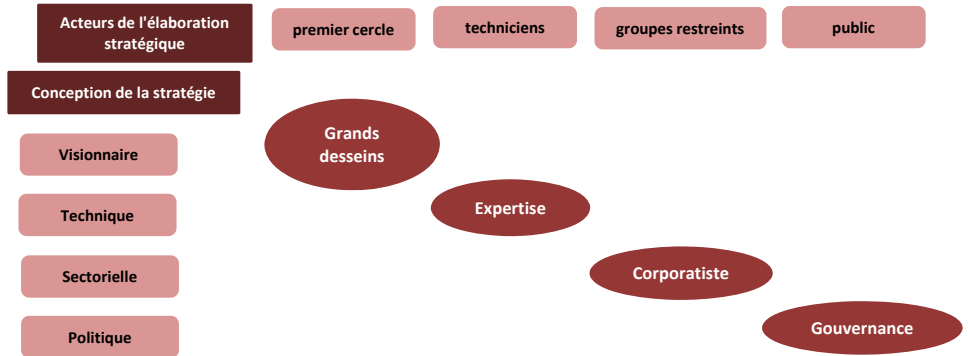 Acteurs de l'élaboration
stratégique
premier cercle
techniciens
groupes restreints
public
Conception de la stratégie
Grands
desseins
Visionnaire
Technique
Expertise
Sectorielle
Corporatiste
Politique
Gouvernance